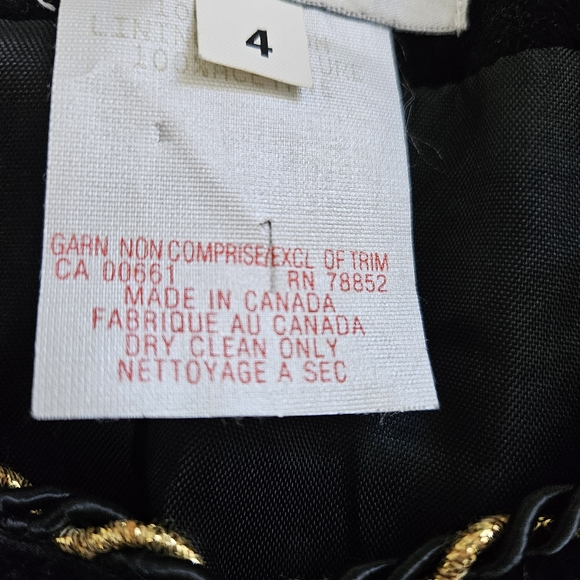 4
GARN NON COMPRISE/EXCL OF TRIM
CA 00661 RN 78852
MADE IN CANADA
FABRIQUE AU CANADA
DRY CLEAN ONLY
NETTOYAGE A SEC